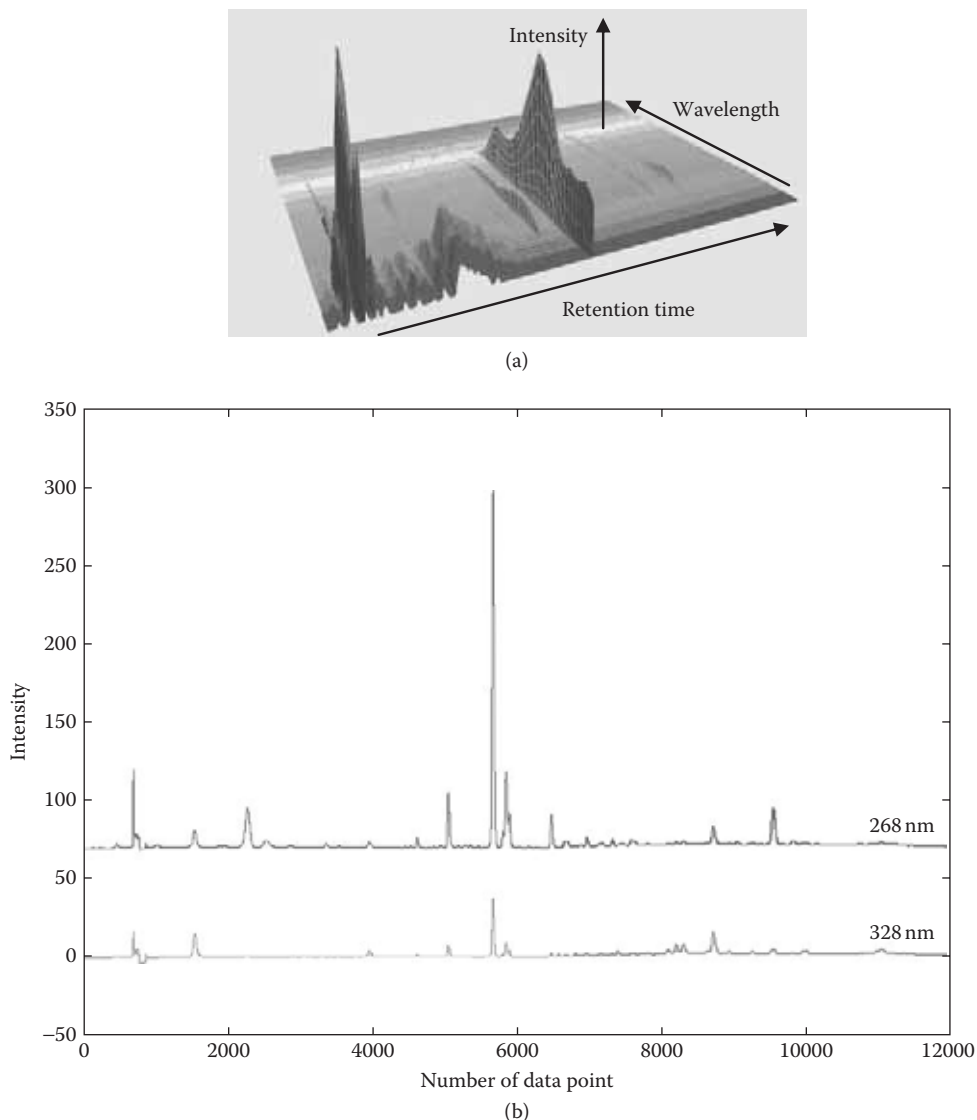 Intensity
Wavelength
Retention time
(a)
350
300
250
200
150
100
50
0
−50
Intensity
268 nm
328 nm
0 2000 4000 6000 8000 10000 12000
Number of data point
(b)